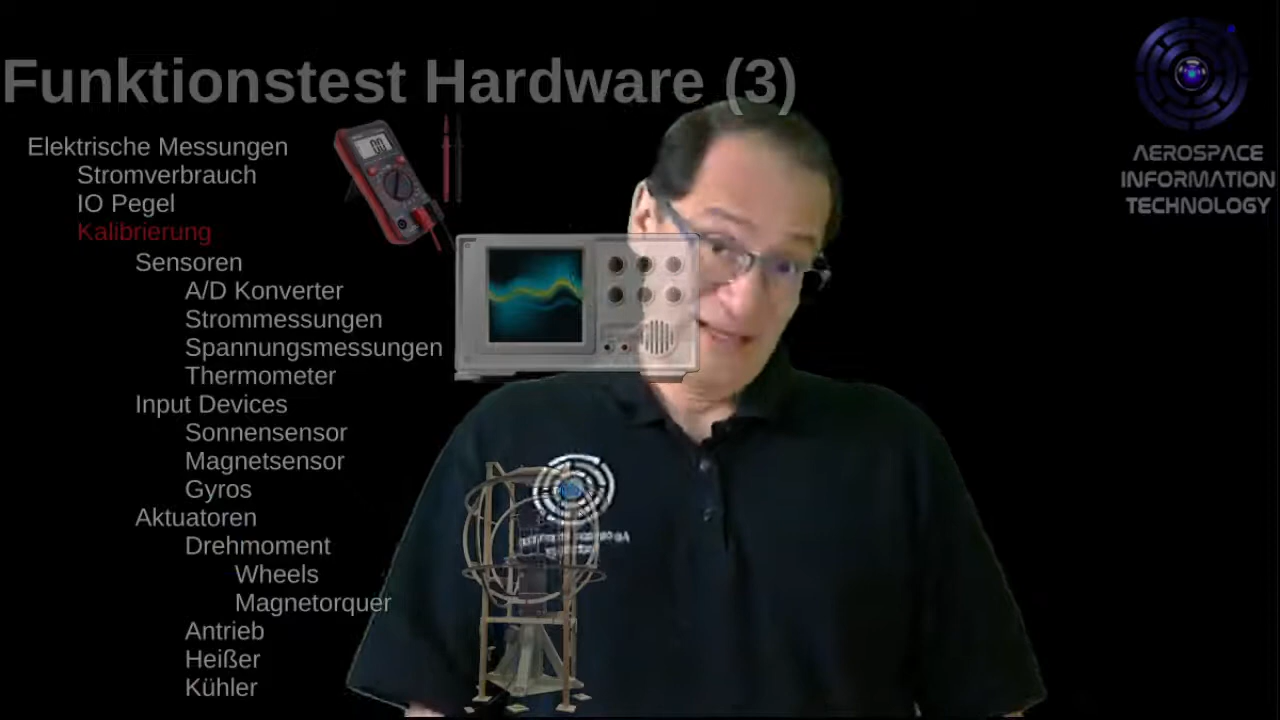 Funktionstest Hardware (3)
Elektrische Messungen
Stromverbrauch
IO Pegel
Kalibrierung
Sensoren
A/D Konverter
Strommessungen
Spannungsmessungen
Thermometer
Input Devices
Sonnensensor
Magnetsensor
Gyros
Aktuatoren
Drehmoment
Wheels
Magnetorquer
Antrieb
Heißer
Kühler
AEROSPACE
INFORMATION
TECHNOLOGY